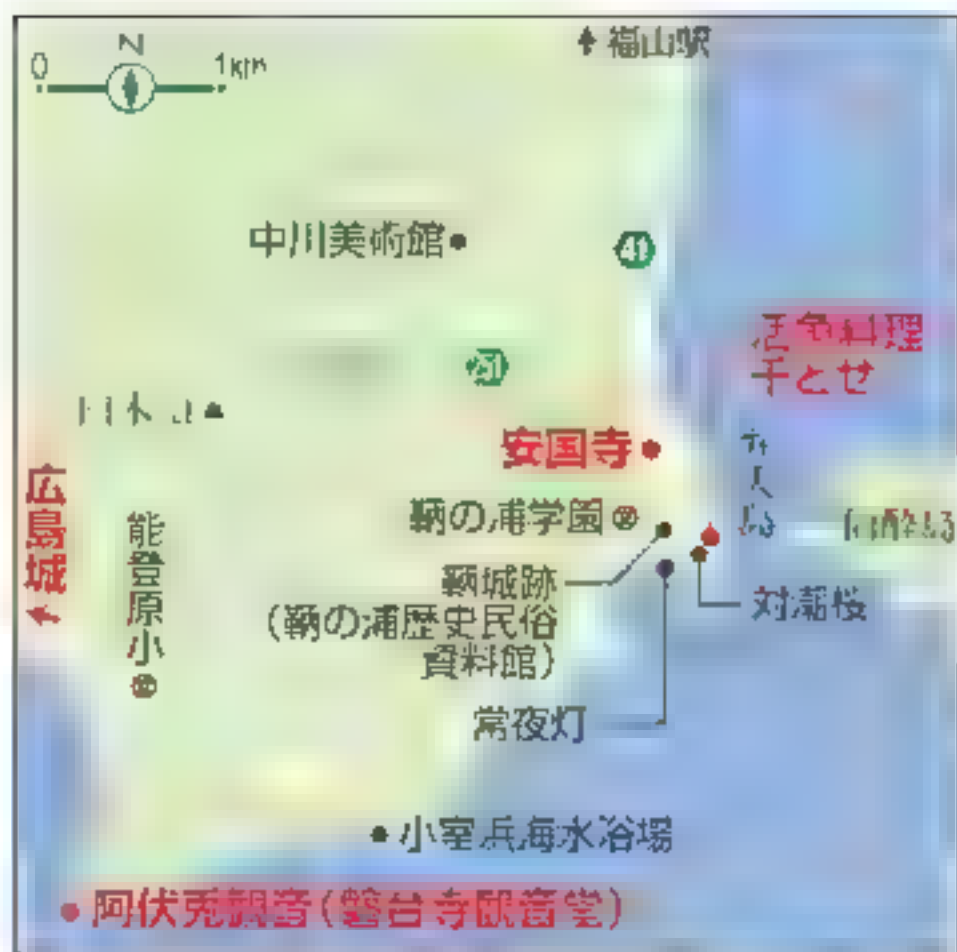 ↑福山駅
N
0 1km
中川美術館
41
251
活魚料理
千とせ
安国寺
広島城
能登原小
鞆の浦学園
鞆城跡
(鞆の浦歴史民俗
資料館)
対潮楼
常夜灯
小室浜海水浴場
阿伏兎観音(磐台寺観音堂)